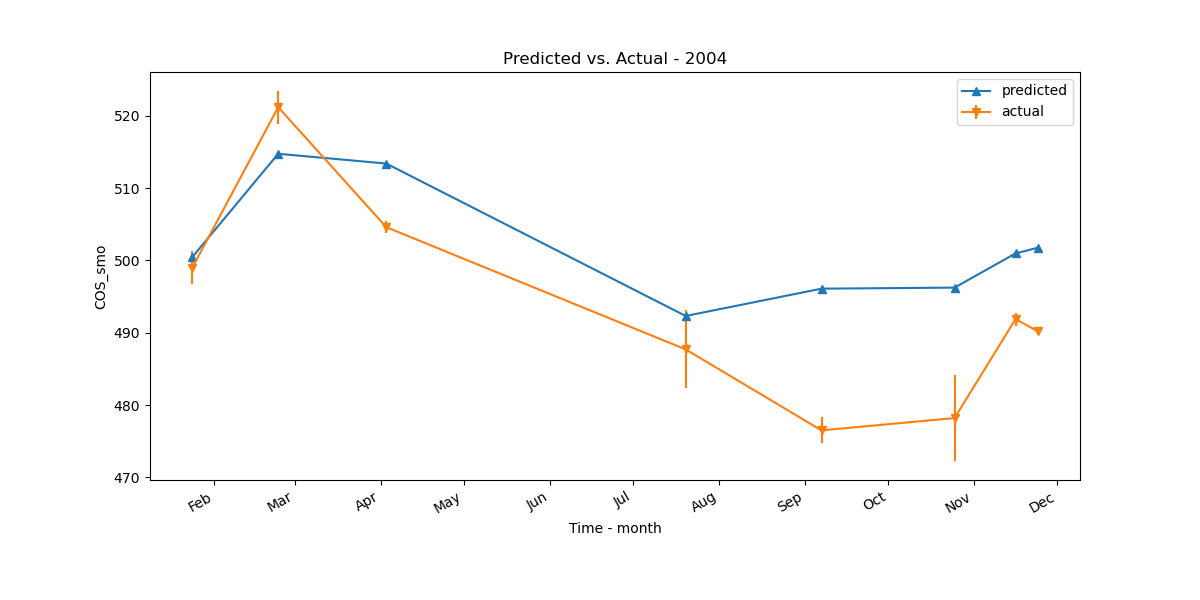 Predicted vs. Actual - 2004
predicted
actual
520
510
500
490
480
470
COS_smo
Feb
Mar
Apr
May
Jun
Jul
Aug
Sep
Oct
Nov
Dec
Time - month